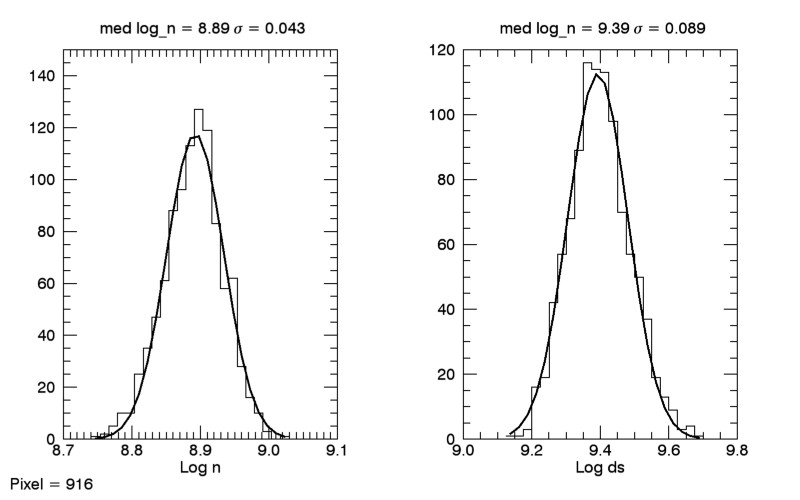 med log_n = 8.89 σ = 0.043
140
120
100
80
60
40
20
0
8.7 8.8 8.9 9.0 9.1
Log n
med log_n = 9.39 σ = 0.089
120
100
80
60
40
20
0
9.0 9.2 9.4 9.6 9.8
Log ds
Pixel = 916